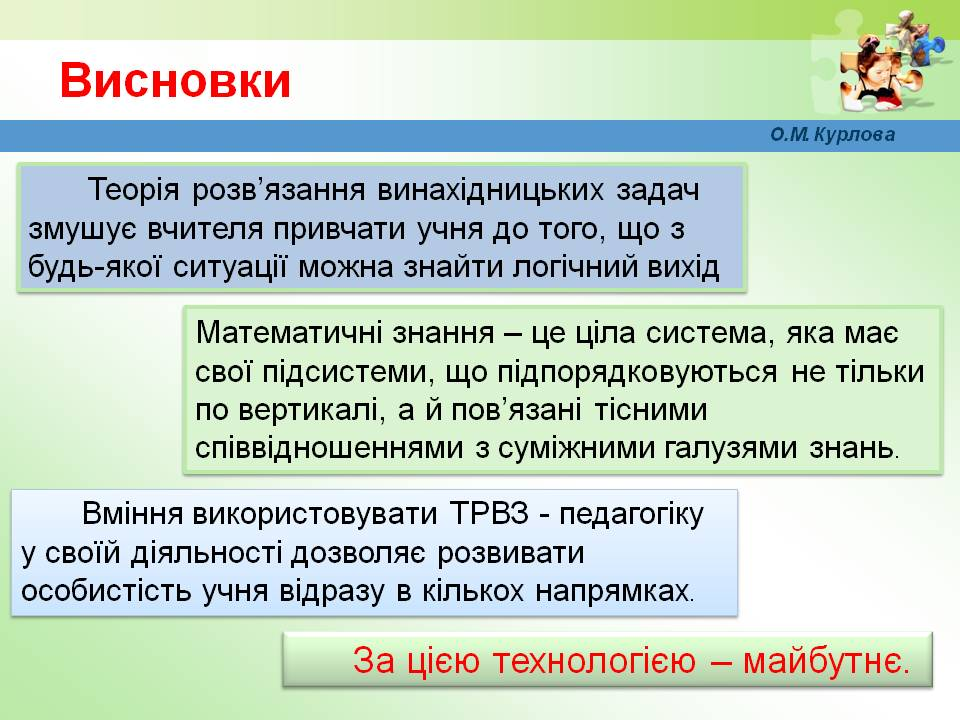 Висновки
О.М. Курлова
Теорія розв’язання винахідницьких задач
змушує вчителя привчати учня до того, що з
будь-якої ситуації можна знайти логічний вихід
Математичні знання – це ціла система, яка має
свої підсистеми, що підпорядковуються не тільки
по вертикалі, а й пов’язані тісними
співвідношеннями з суміжними галузями знань.
Вміння використовувати ТРВЗ - педагогіку
у своїй діяльності дозволяє розвивати
особистість учня відразу в кількох напрямках.
За цією технологією – майбутнє.